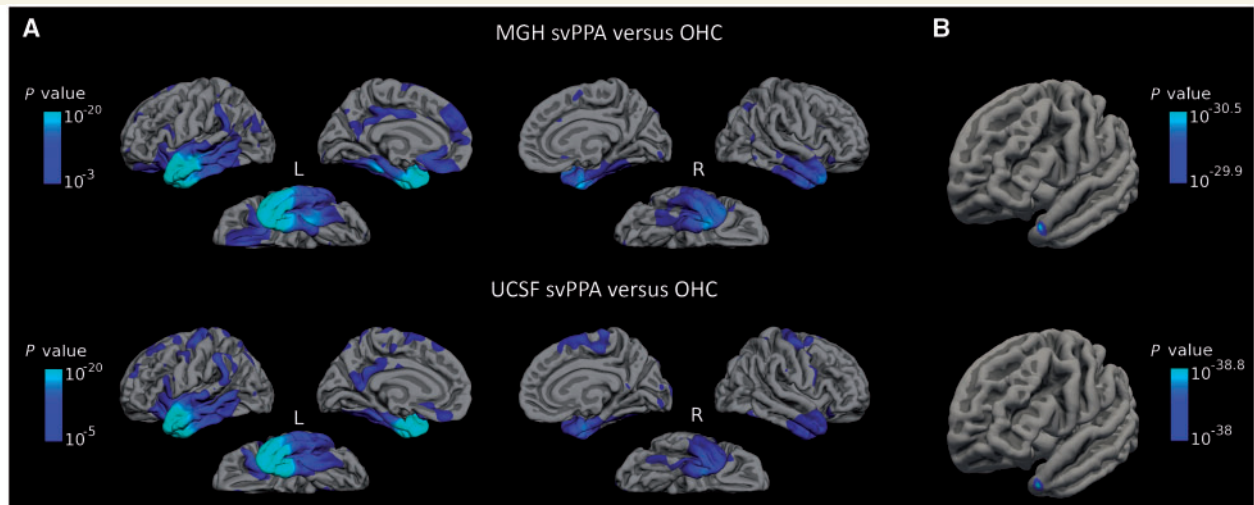 A
MGH svPPA versus OHC
B
P value
10^-20
10^-3
L
R
P value
10^-30.5
10^-29.9
UCSF svPPA versus OHC
P value
10^-20
10^-5
L
R
P value
10^-38.8
10^-38